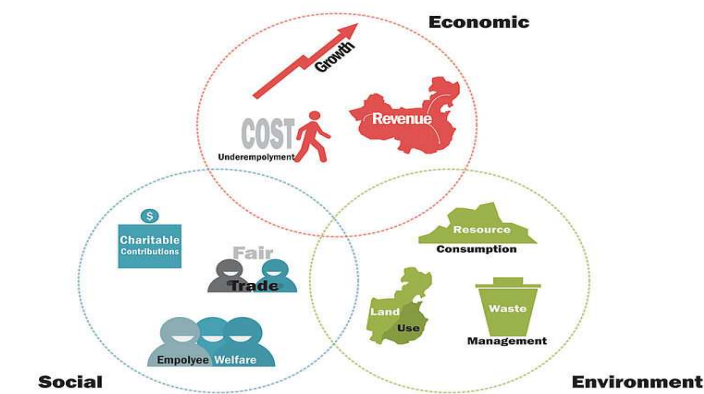 Economic
Growth
COST
Underempolyment
Revenue
$
Charitable
Contributions
Fair
Trade
Empolyee Welfare
Social
Resource
Consumption
Land
Use
Waste
Management
Environment